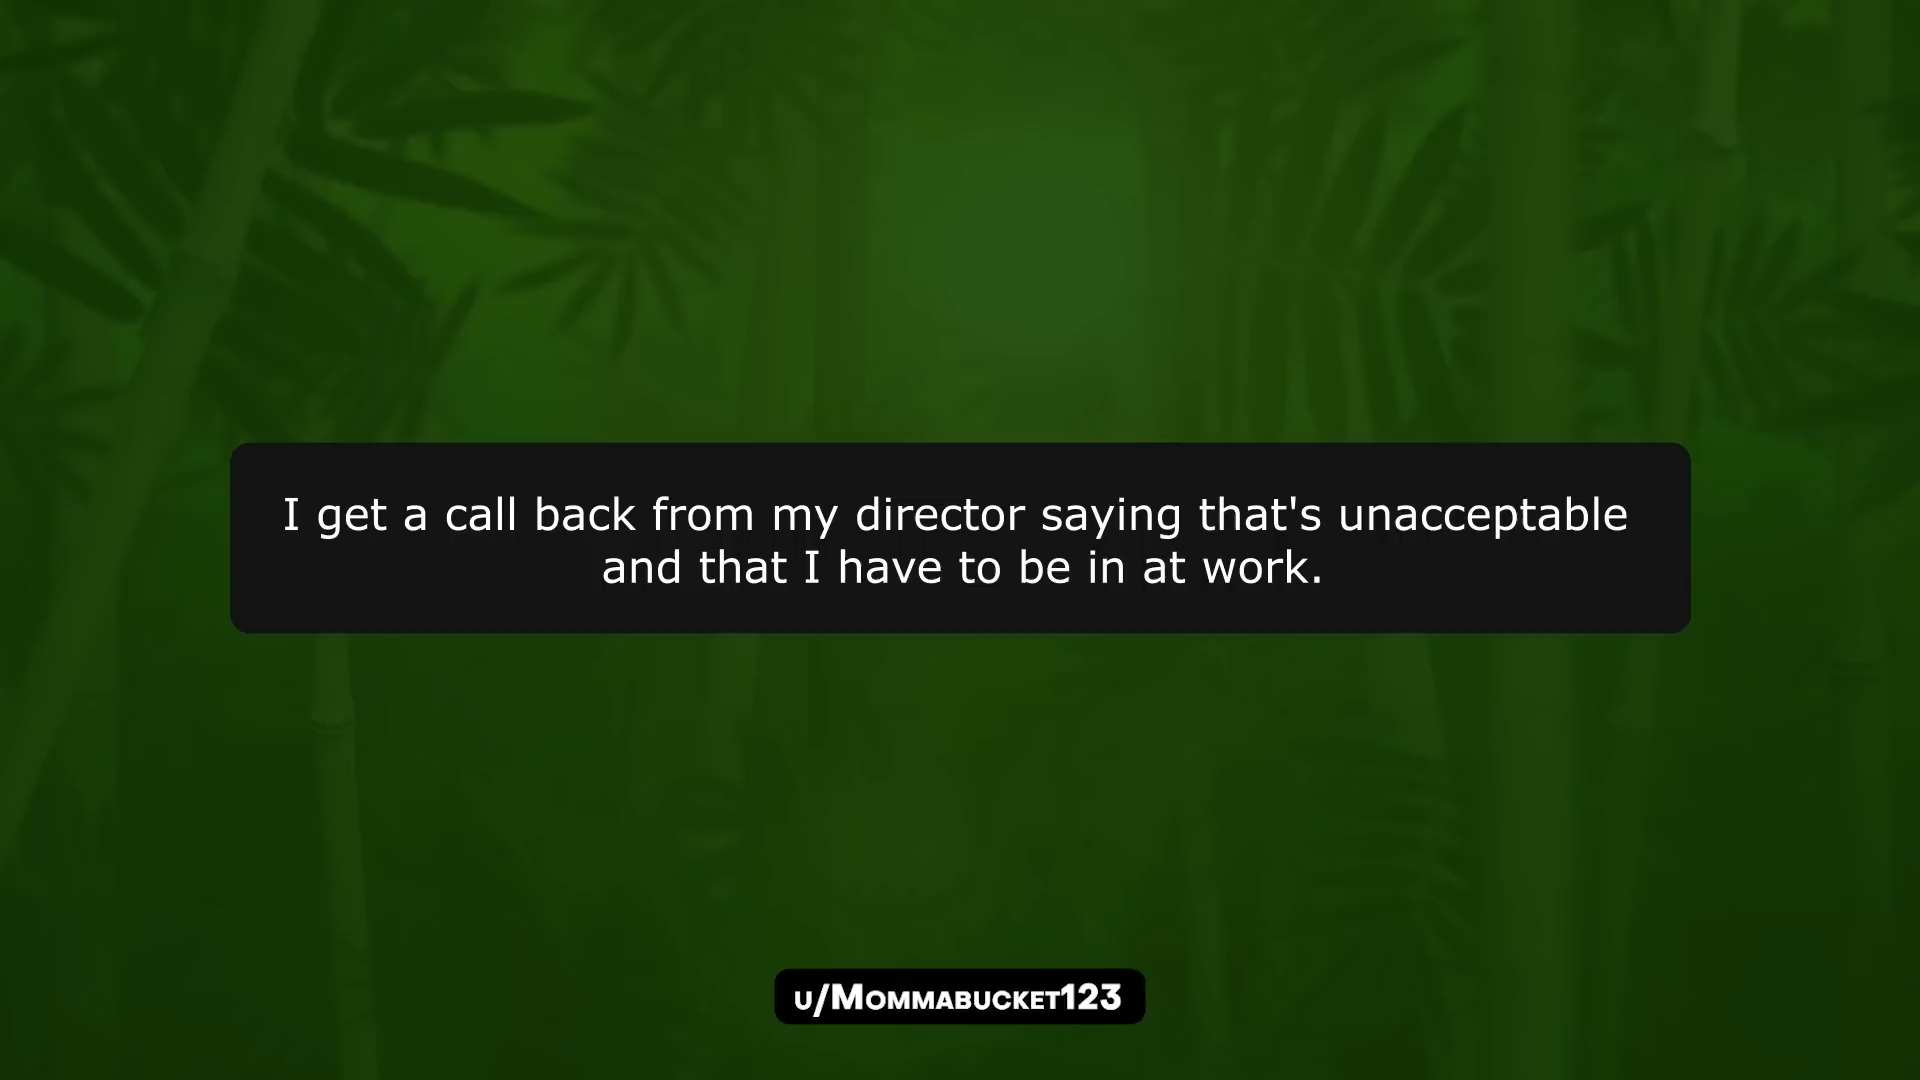 I get a call back from my director saying that's unacceptable
and that I have to be in at work.
u/Mommabucket123